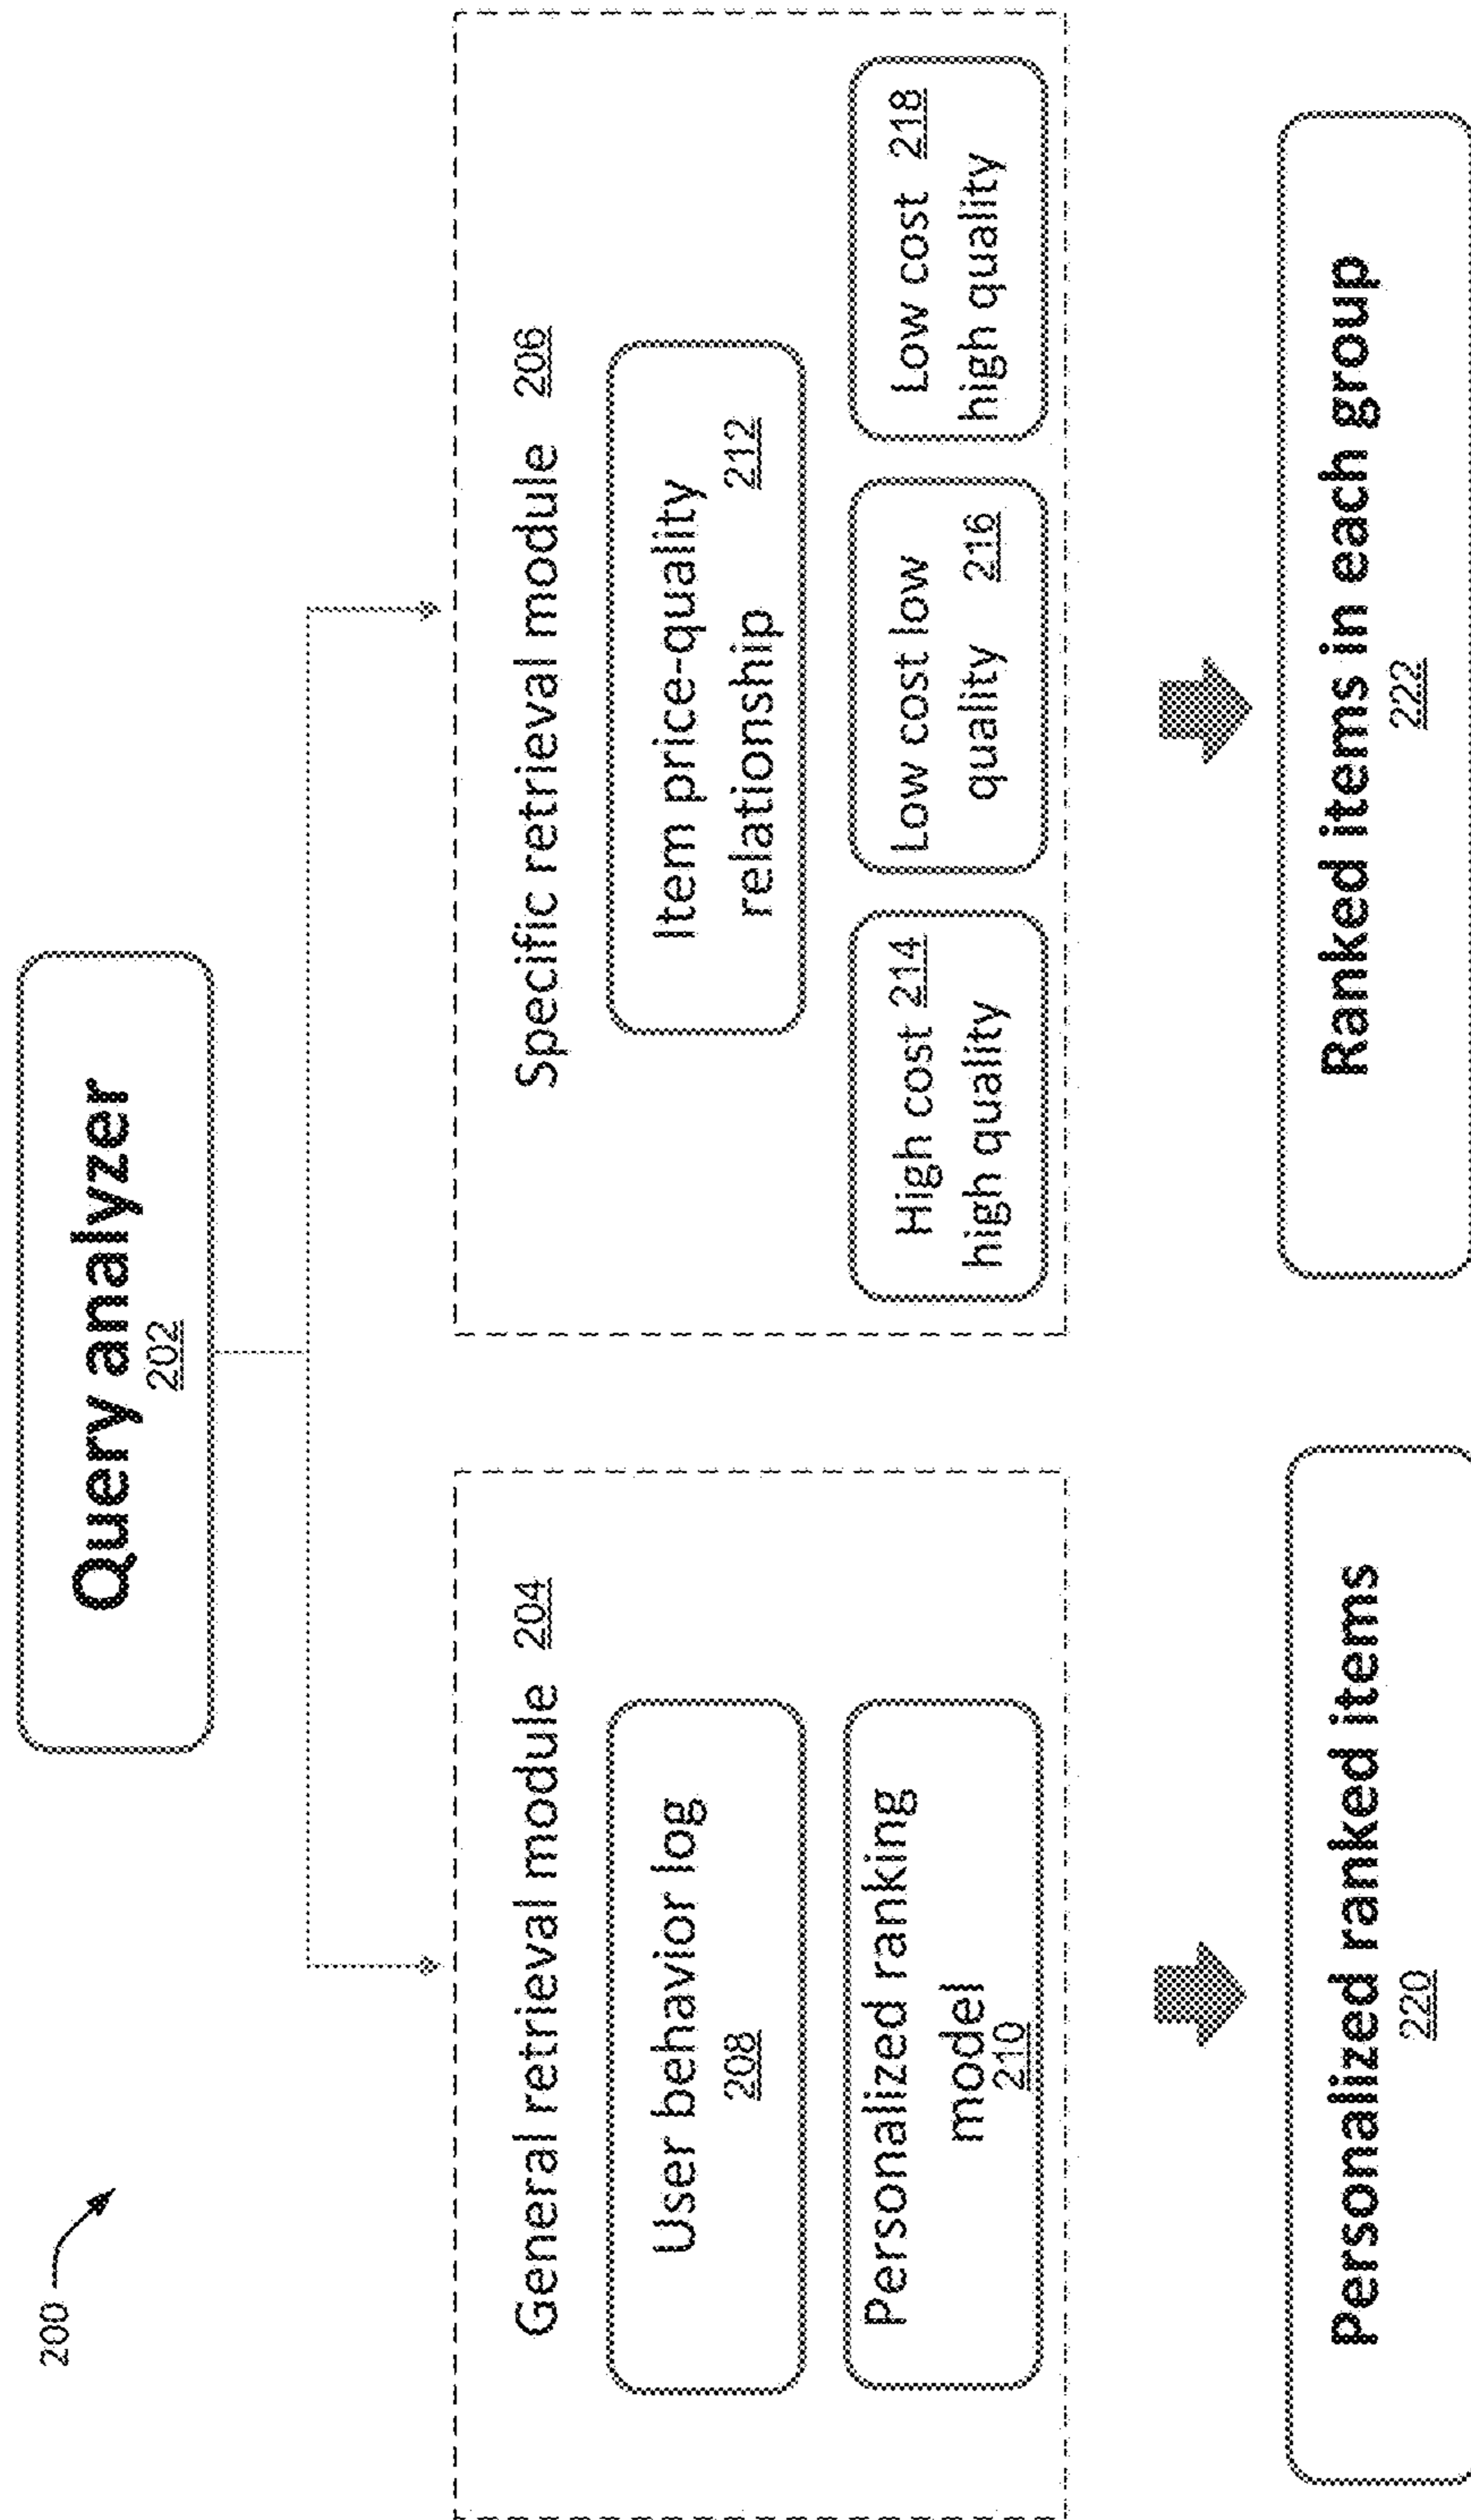 200
Query analyzer
202
General retrieval module 204
User behavior log
208
Personalized ranking
model
210
Specific retrieval module 206
Item price-quality
relationship 212
High cost 214
high quality
Low cost low
quality 216
Low cost 218
high quality
Personalized ranked items
220
Ranked items in each group
222